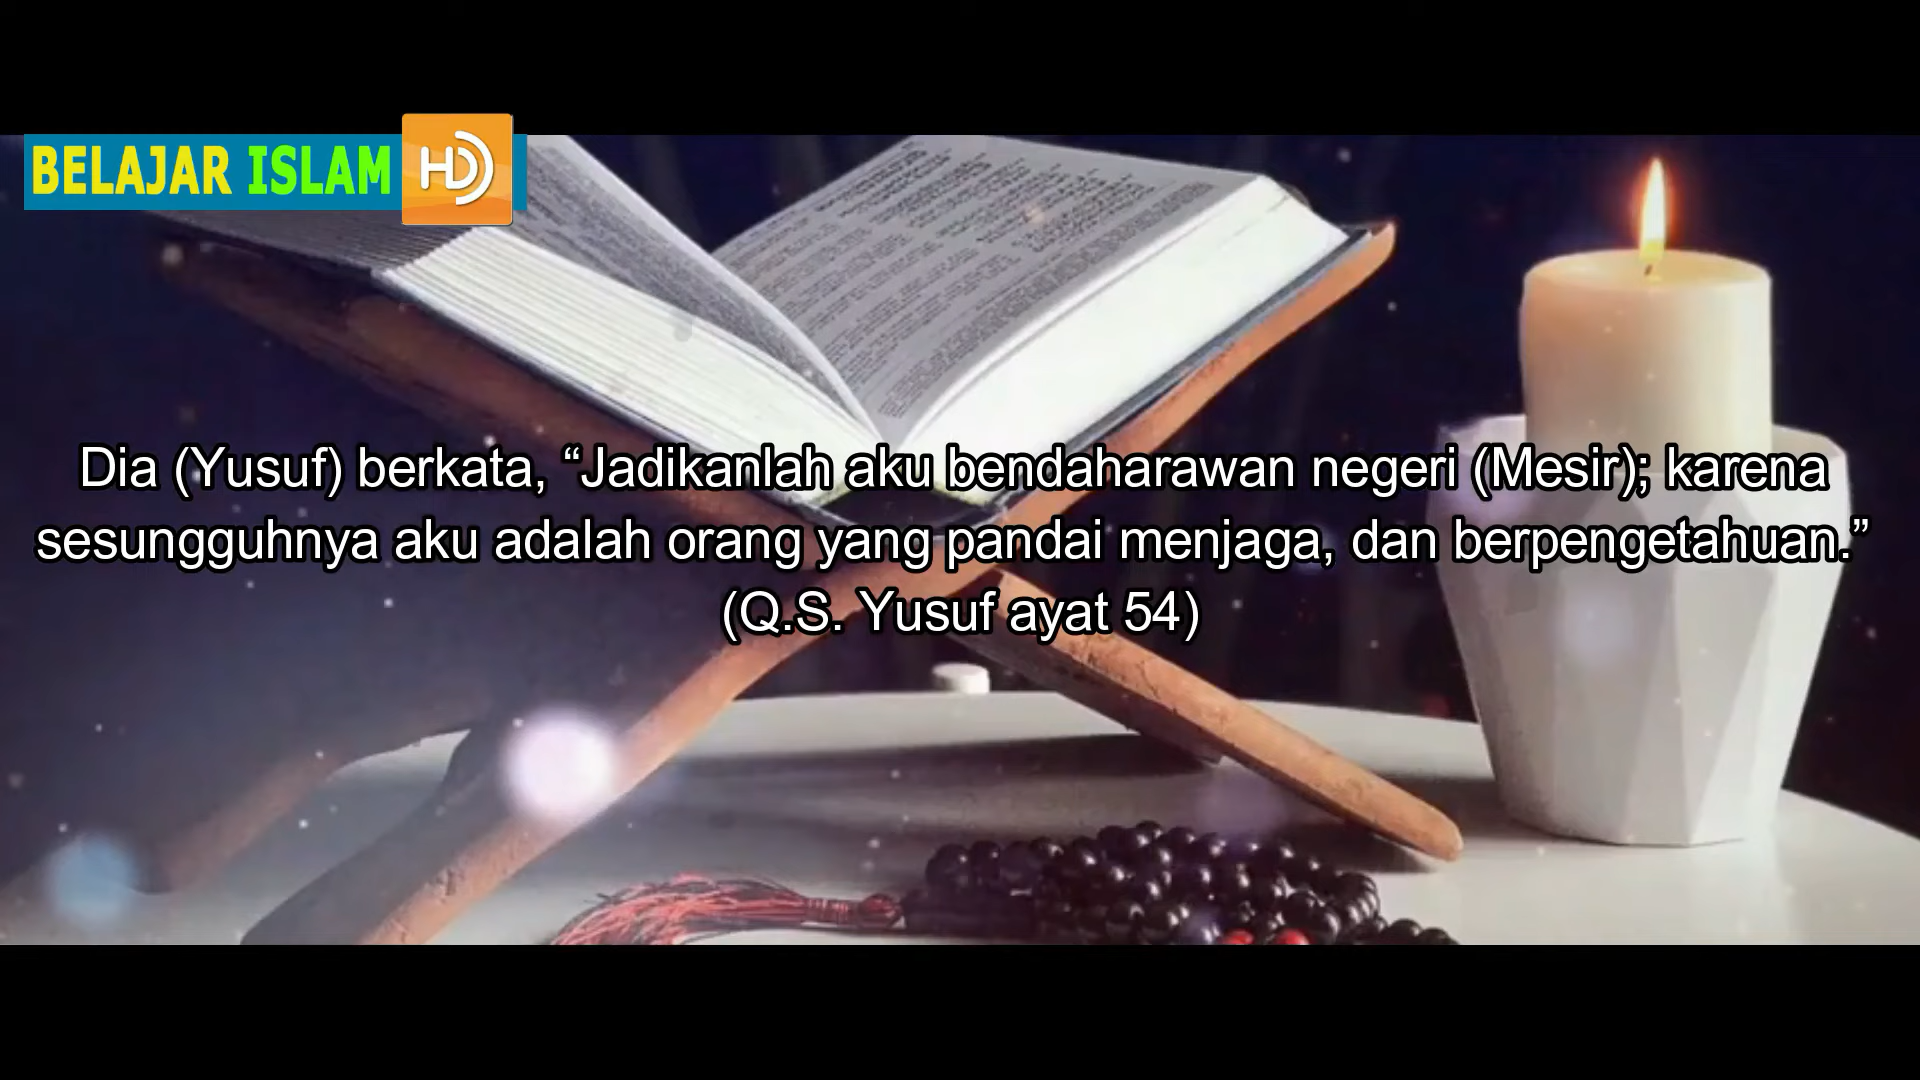 BELAJAR ISLAM HD
Dia (Yusuf) berkata, “Jadikanlah aku bendaharawan negeri (Mesir); karena
sesungguhnya aku adalah orang yang pandai menjaga, dan berpengetahuan.”
(Q.S. Yusuf ayat 54)